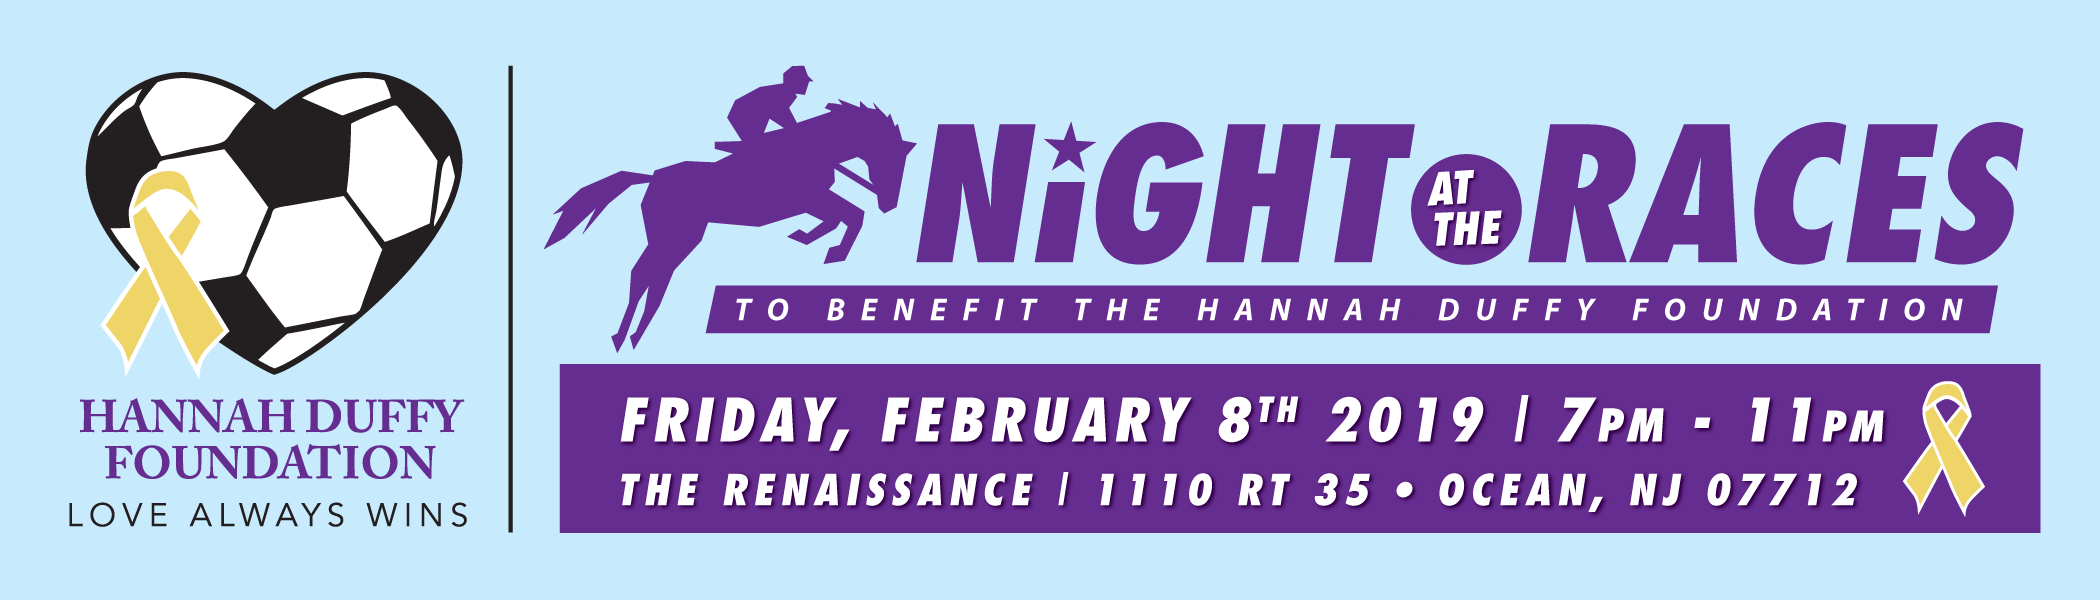 HANNAH DUFFY
FOUNDATION
LOVE ALWAYS WINS
NiGHT AT THE RACES
TO BENEFIT THE HANNAH DUFFY FOUNDATION
FRIDAY, FEBRUARY 8TH 2019 | 7PM - 11PM
THE RENAISSANCE | 1110 RT 35 • OCEAN, NJ 07712